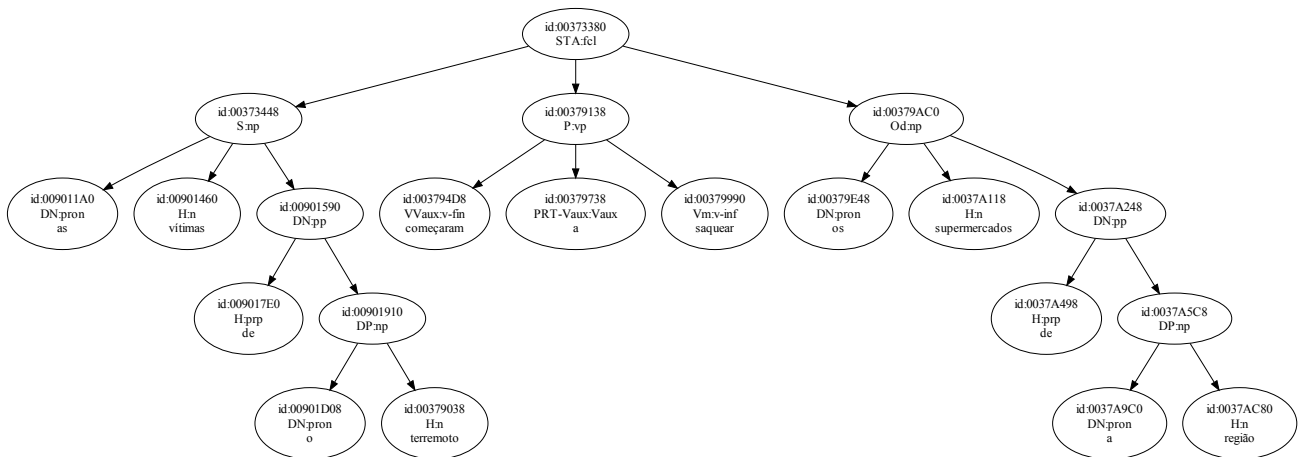 id:00373380
STA:fcl
id:00373448
S:np
id:00379138
P:vp
id:00379AC0
Od:np
id:009011A0
DN:pron
as
id:00901460
H:n
vítimas
id:00901590
DN:pp
id:003794D8
VVaux:v-fin
começaram
id:00379738
PRT-Vaux:Vaux
a
id:00379990
Vm:v-inf
saquear
id:00379E48
DN:pron
os
id:0037A118
H:n
supermercados
id:0037A248
DN:pp
id:009017E0
H:prp
de
id:00901910
DP:np
id:0037A498
H:prp
de
id:0037A5C8
DP:np
id:00901D08
DN:pron
o
id:00379038
H:n
terremoto
id:0037A9C0
DN:pron
a
id:0037AC80
H:n
região